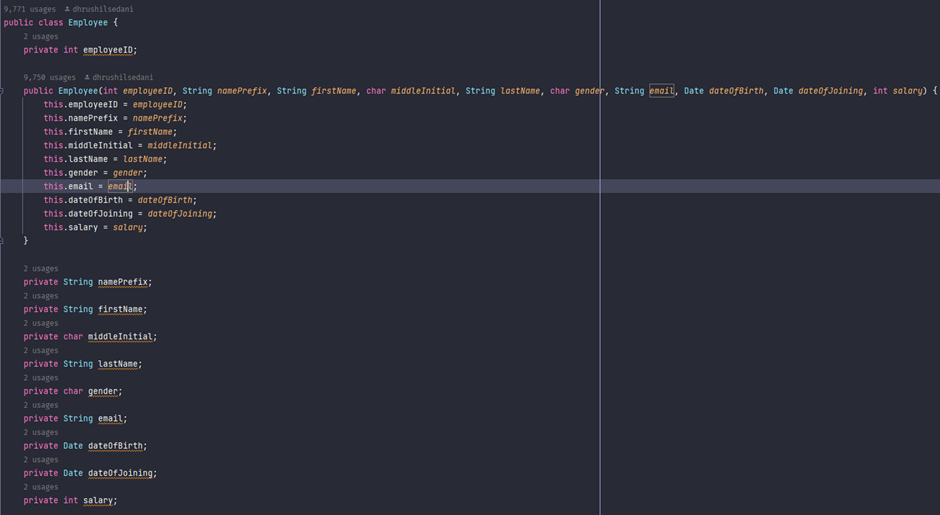 9,771 usages dhrushilsedani
public class Employee {
2 usages
private int employeeID;
9,750 usages dhrushilsedani
public Employee(int employeeID, String namePrefix, String firstName, char middleInitial, String lastName, char gender, String email, Date dateOfBirth, Date dateOfJoining, int salary) {
this.employeeID = employeeID;
this.namePrefix = namePrefix;
this.firstName = firstName;
this.middleInitial = middleInitial;
this.lastName = lastName;
this.gender = gender;
this.email = email;
this.dateOfBirth = dateOfBirth;
this.dateOfJoining = dateOfJoining;
this.salary = salary;
}
2 usages
private String namePrefix;
2 usages
private String firstName;
2 usages
private char middleInitial;
2 usages
private String lastName;
2 usages
private char gender;
2 usages
private String email;
2 usages
private Date dateOfBirth;
2 usages
private Date dateOfJoining;
2 usages
private int salary;